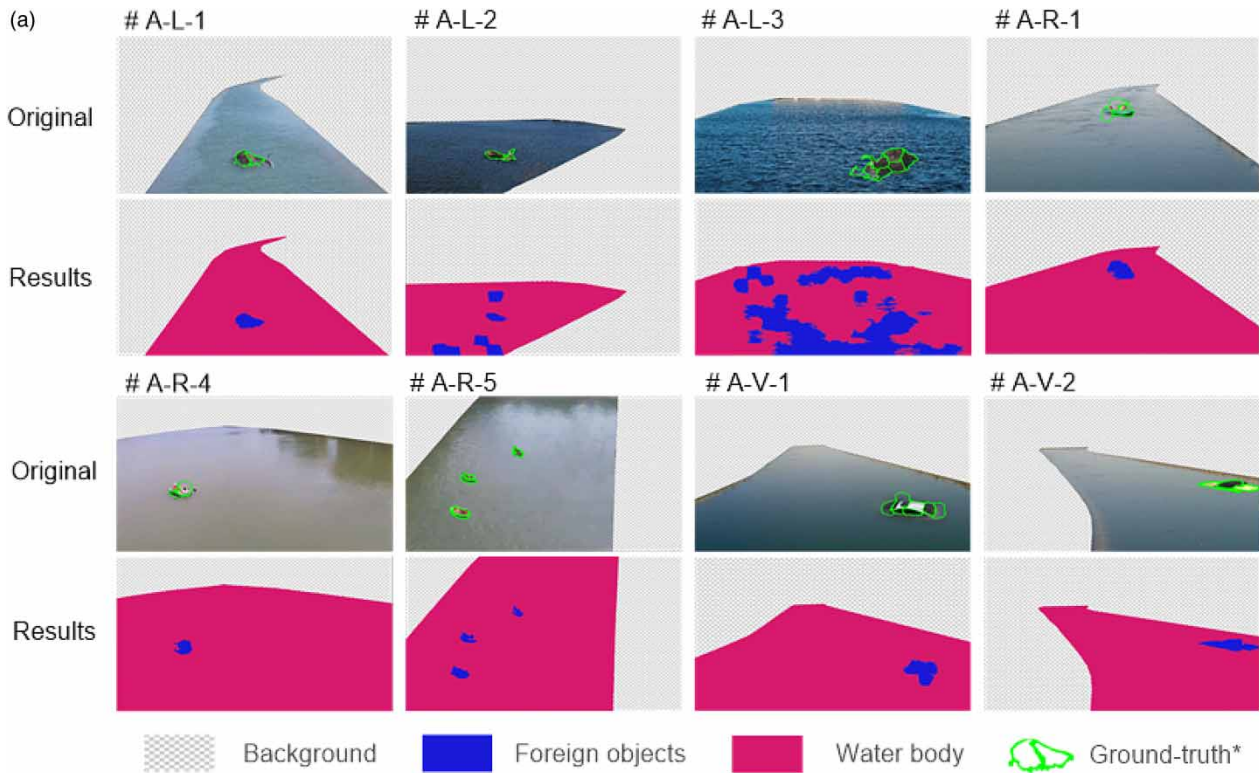 (a)
# A-L-1 # A-L-2 # A-L-3 # A-R-1
Original
Results
# A-R-4 # A-R-5 # A-V-1 # A-V-2
Original
Results
Background Foreign objects Water body Ground-truth*